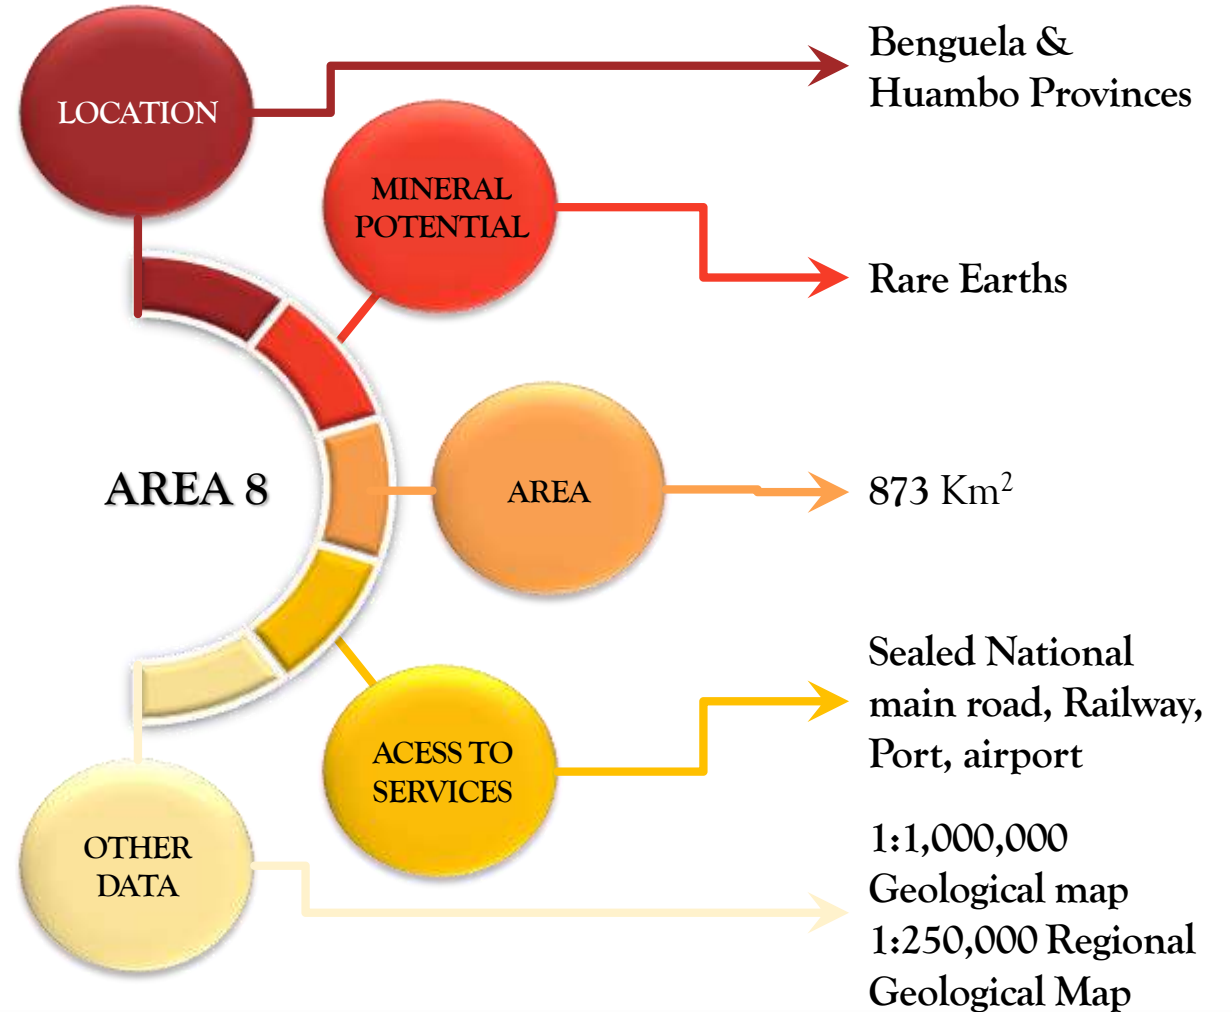 LOCATION
Benguela &
Huambo Provinces
MINERAL
POTENTIAL
Rare Earths
AREA 8
AREA
873 Km²
ACESS TO
SERVICES
Sealed National
main road, Railway,
Port, airport
OTHER
DATA
1:1,000,000
Geological map
1:250,000 Regional
Geological Map